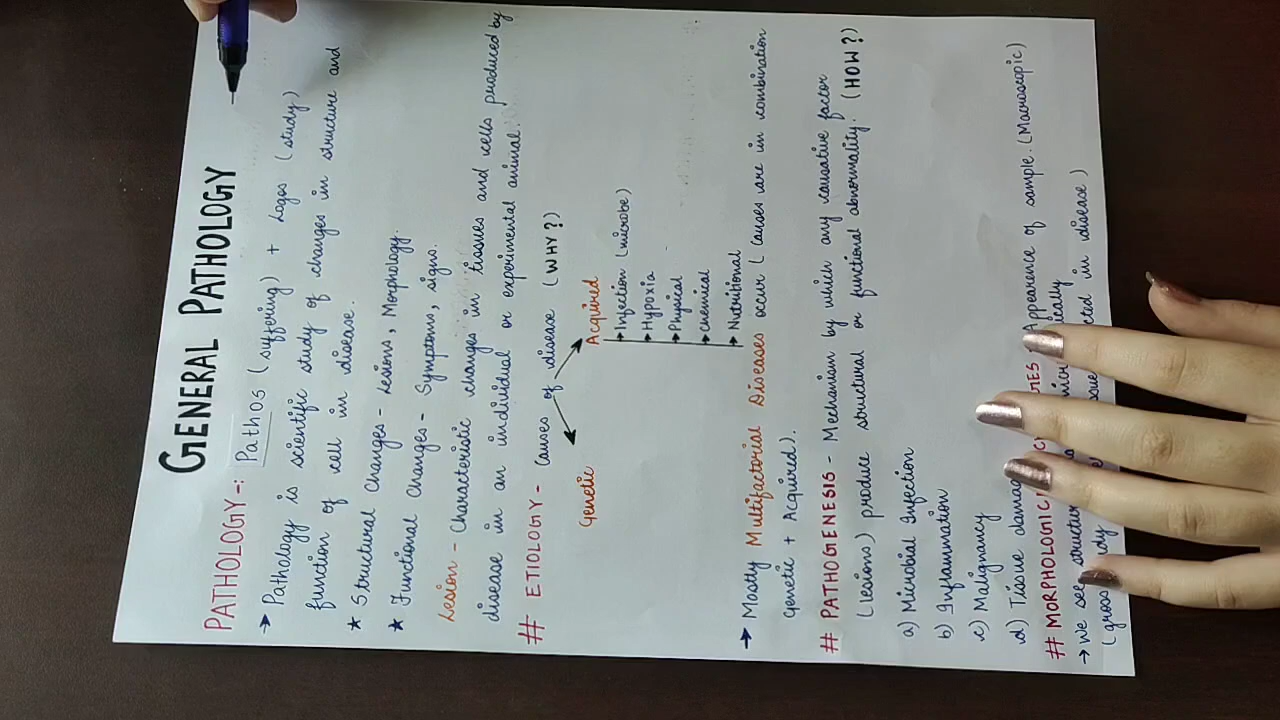 GENERAL PATHOLOGY
PATHOLOGY-: Pathos (suffering) + Logos (study)
→ Pathology is scientific study of changes in structure and
function of cell in disease.
★ Structural Changes - Lesions, Morphology.
★ Functional Changes - Symptoms, signs.
Lesion - Characteristic changes in tissues and cells produced by
disease in an individual or experimental animal.
# ETIOLOGY - Causes of disease (WHY?)
Genetic
Acquired
→ Infection (microbe)
→ Hypoxia
→ Physical
→ Chemical
→ Nutritional
→ Mostly Multifactorial Diseases occur (causes are in combination
Genetic + Acquired).
# PATHOGENESIS - Mechanism by which any causative factor
(lesions) produce structural or functional abnormality. (HOW?)
a) Microbial Infection
b) Inflammation
c) Malignancy
d) Tissue
# MORPHOLOGIC Appearence of sample. (Macroscopic)
→ We see
(gross in disease)